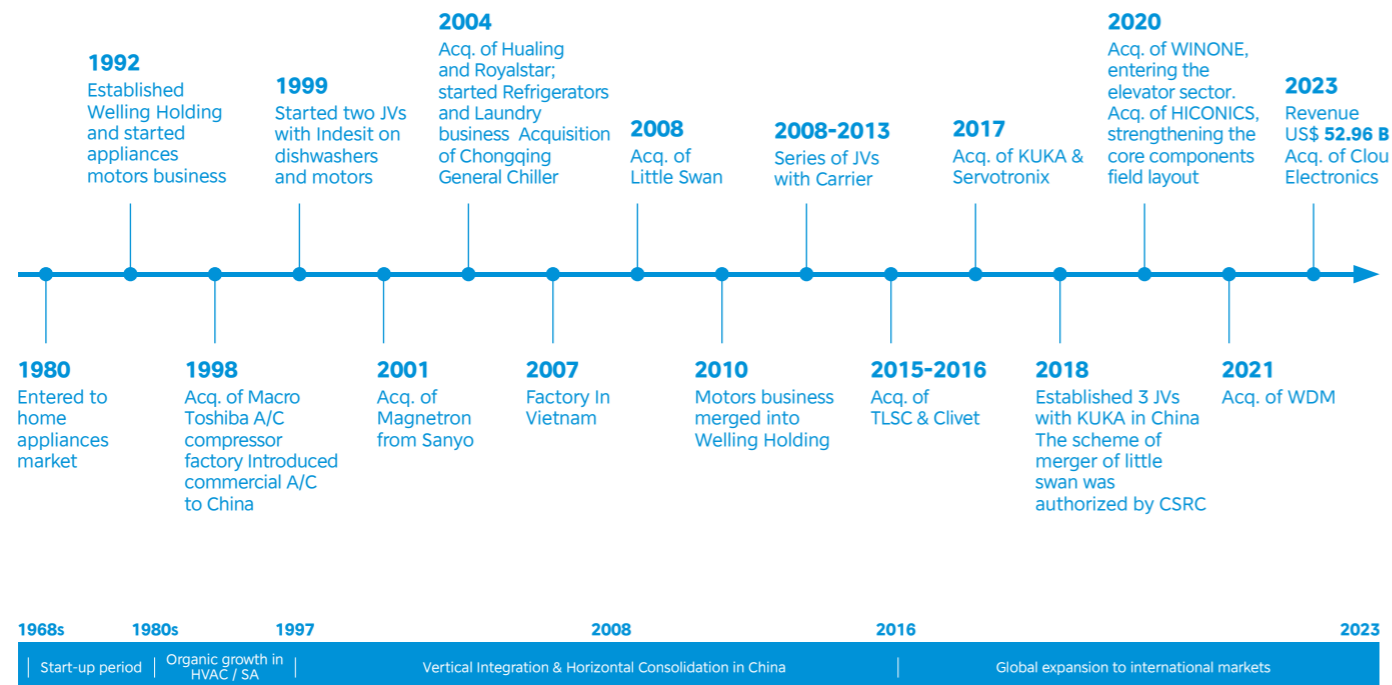 1992
Established
Welling Holding
and started
appliances
motors business
1999
Started two JVs
with Indesit on
dishwashers
and motors
2004
Acq. of Hualing
and Royalstar;
started Refrigerators
and Laundry
business Acquisition
of Chongqing
General Chiller
2008
Acq. of
Little Swan
2008-2013
Series of JVs
with Carrier
2017
Acq. of KUKA &
Servotronix
2020
Acq. of WINONE,
entering the
elevator sector.
Acq. of HICONICS,
strengthening the
core components
field layout
2023
Revenue
US$ 52.96 B
Acq. of Clou
Electronics
1980
Entered to
home
appliances
market
1998
Acq. of Macro
Toshiba A/C
compressor
factory Introduced
commercial A/C
to China
2001
Acq. of
Magnetron
from Sanyo
2007
Factory In
Vietnam
2010
Motors business
merged into
Welling Holding
2015-2016
Acq. of
TLSC & Clivet
2018
Established 3 JVs
with KUKA in China
The scheme of
merger of little
swan was
authorized by CSRC
2021
Acq. of WDM
1968s 1980s 1997 2008 2016 2023
Start-up period
Organic growth in
HVAC / SA
Vertical Integration & Horizontal Consolidation in China
Global expansion to international markets